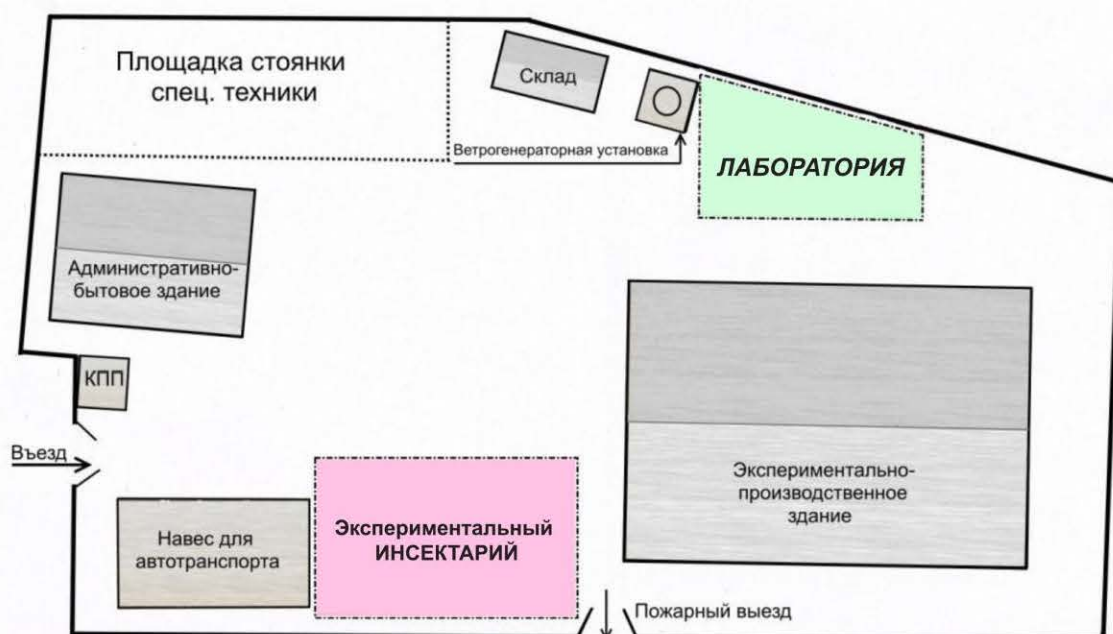 Площадка стоянки
спец. техники
Склад
Ветрогенераторная установка
ЛАБОРАТОРИЯ
Административно-
бытовое здание
КПП
Въезд
Экспериментально-
производственное
здание
Навес для
автотранспорта
Экспериментальный
ИНСЕКТАРИЙ
Пожарный выезд